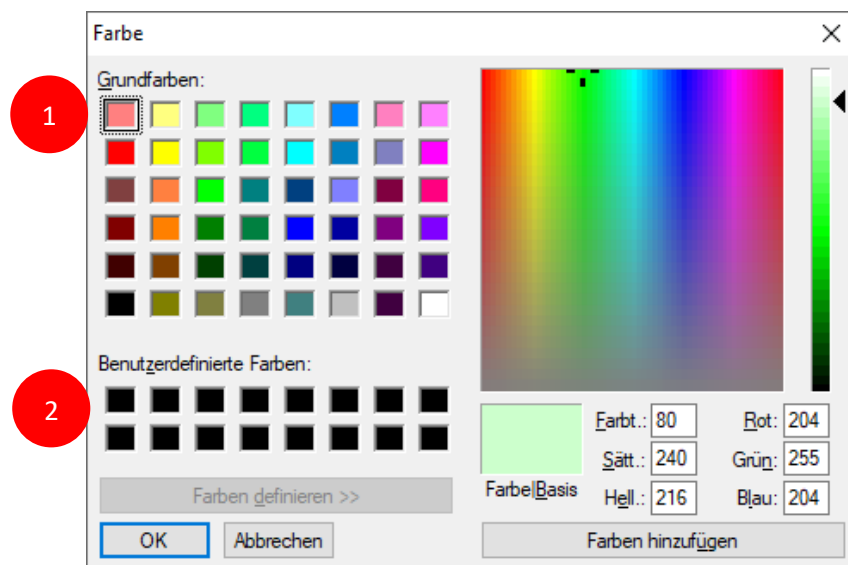 Farbe
Grundfarben:
1
Benutzerdefinierte Farben:
2
Farben definieren >>
OK
Abbrechen
Farbe|Basis
Farbt.: 80
Sätt.: 240
Hell.: 216
Rot: 204
Grün: 255
Blau: 204
Farben hinzufügen